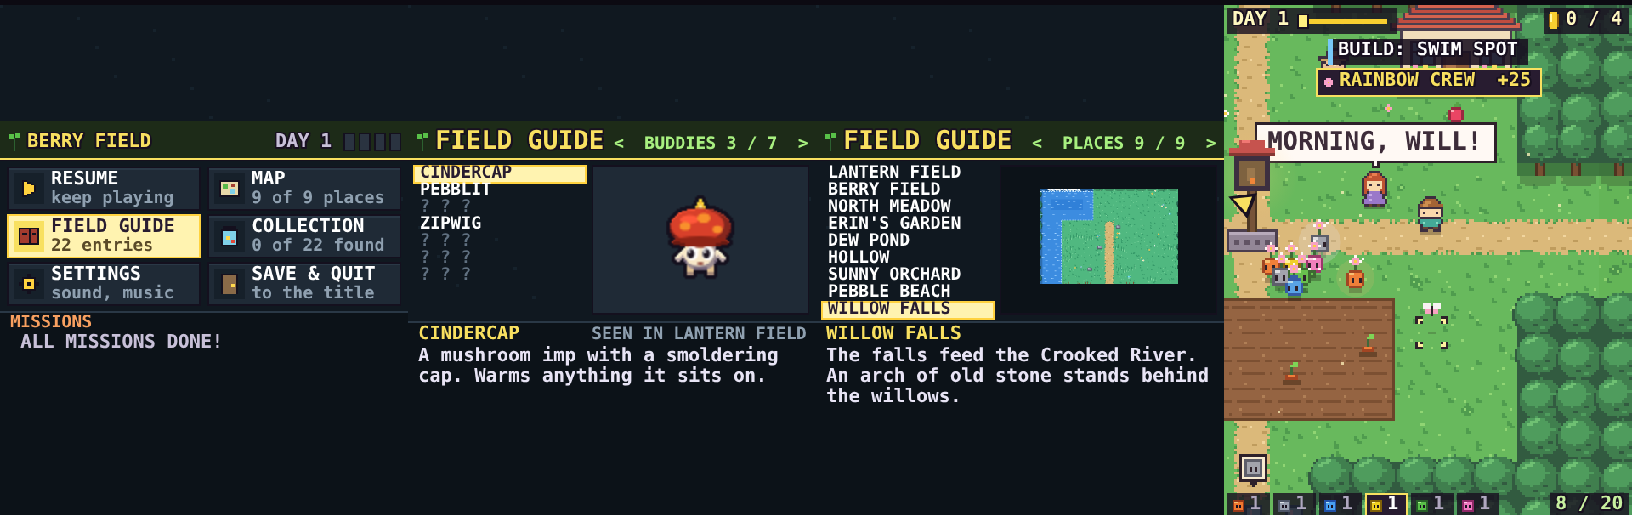 BERRY FIELD
DAY 1
RESUME
keep playing
MAP
9 of 9 places
FIELD GUIDE
22 entries
COLLECTION
0 of 22 found
SETTINGS
sound, music
SAVE & QUIT
to the title
MISSIONS
ALL MISSIONS DONE!
FIELD GUIDE
< BUDDIES 3 / 7 >
CINDERCAP
PEBBLIT
? ? ?
ZIPWIG
? ? ?
? ? ?
? ? ?
CINDERCAP
SEEN IN LANTERN FIELD
A mushroom imp with a smoldering
cap. Warms anything it sits on.
FIELD GUIDE
< PLACES 9 / 9 >
LANTERN FIELD
BERRY FIELD
NORTH MEADOW
ERIN'S GARDEN
DEW POND
HOLLOW
SUNNY ORCHARD
PEBBLE BEACH
WILLOW FALLS
WILLOW FALLS
The falls feed the Crooked River.
An arch of old stone stands behind
the willows.
DAY 1
0 / 4
BUILD: SWIM SPOT
RAINBOW CREW +25
MORNING, WILL!
1 1 1 1 1 1
8 / 20